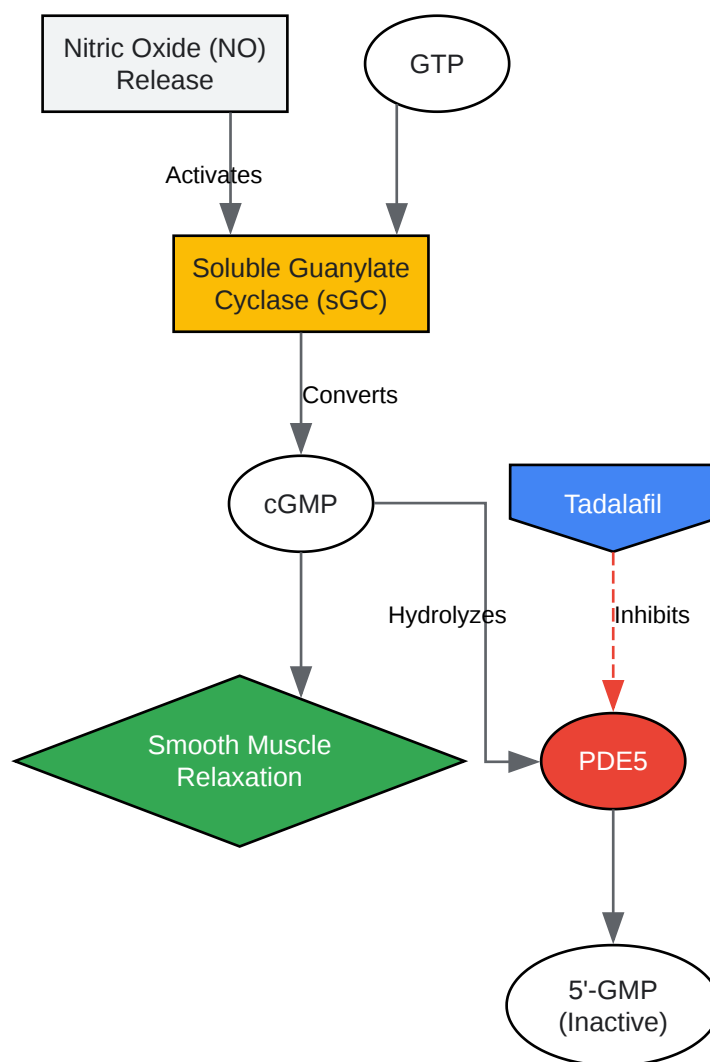 Nitric Oxide (NO)
Release
GTP
Activates
Soluble Guanylate
Cyclase (sGC)
Converts
cGMP
Tadalafil
Hydrolyzes
Inhibits
Smooth Muscle
Relaxation
PDE5
5'-GMP
(Inactive)